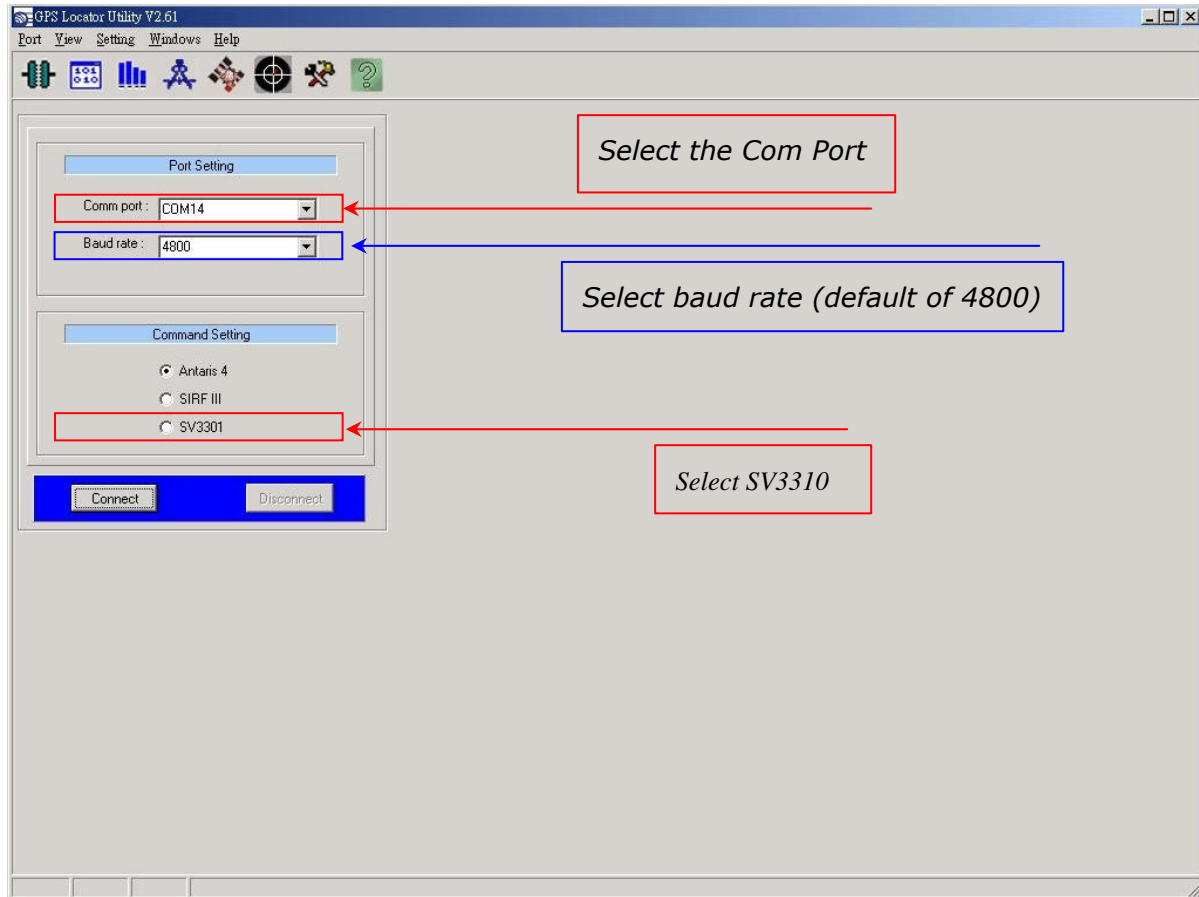 GPS Locator Utility V2.61
Port View Setting Windows Help
101
010
?
Select the Com Port
Port Setting
Comm port : COM14
Baud rate : 4800
Select baud rate (default of 4800)
Command Setting
Antaris 4
SIRF III
SV3301
Select SV3310
Connect Disconnect